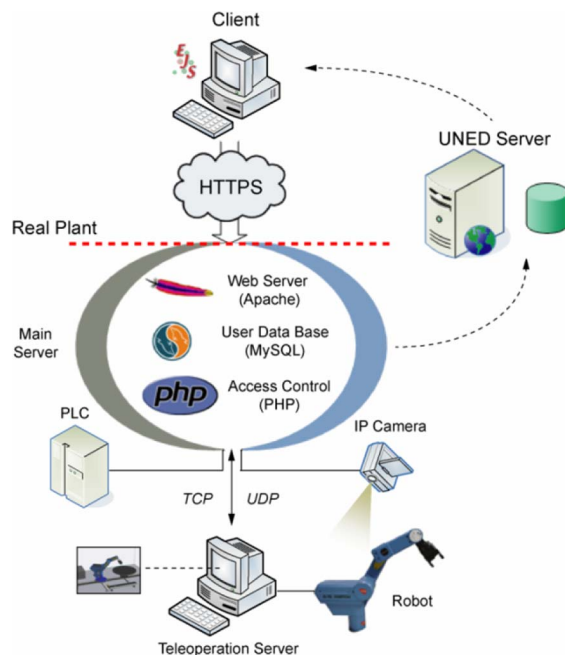 Client
EJS
UNED Server
HTTPS
Real Plant
Web Server
(Apache)
Main
Server
User Data Base
(MySQL)
php
Access Control
(PHP)
PLC
IP Camera
TCP
UDP
Robot
Teleoperation Server